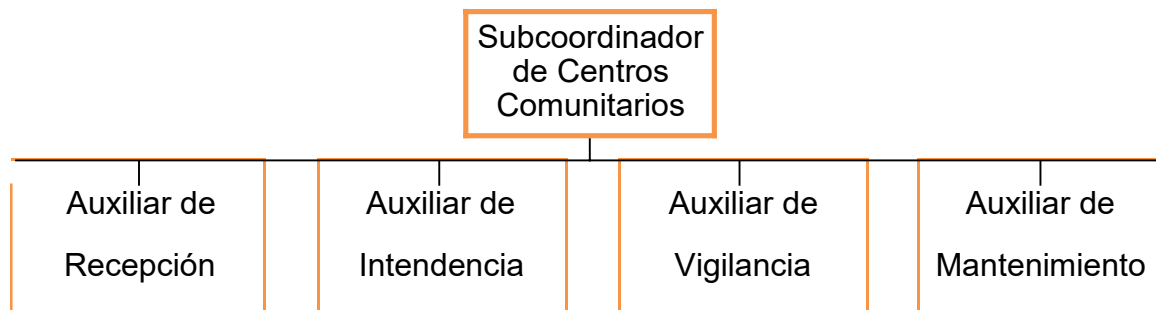 Subcoordinador
de Centros
Comunitarios
Auxiliar de
Recepción
Auxiliar de
Intendencia
Auxiliar de
Vigilancia
Auxiliar de
Mantenimiento